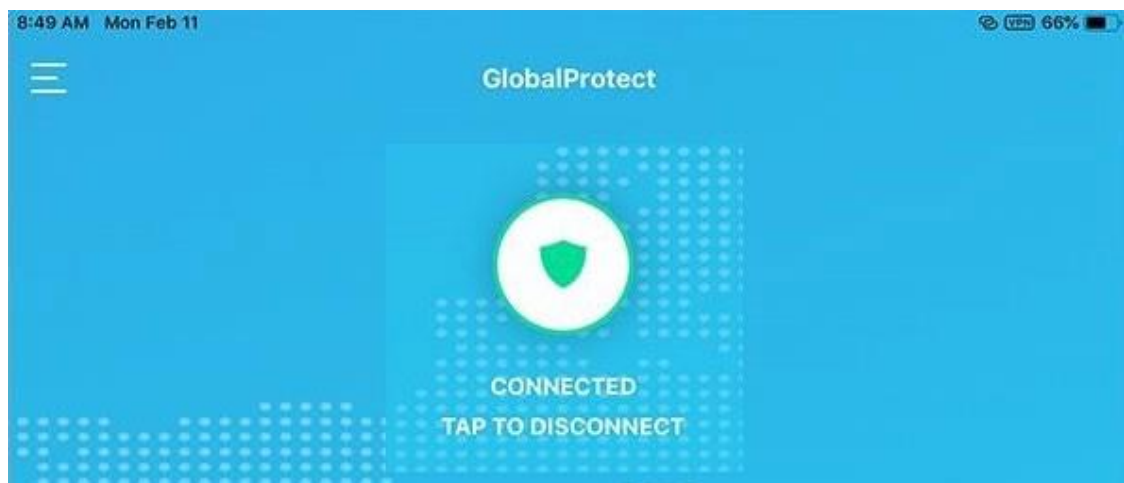 8:49 AM Mon Feb 11 VPN 66%
GlobalProtect
CONNECTED
TAP TO DISCONNECT